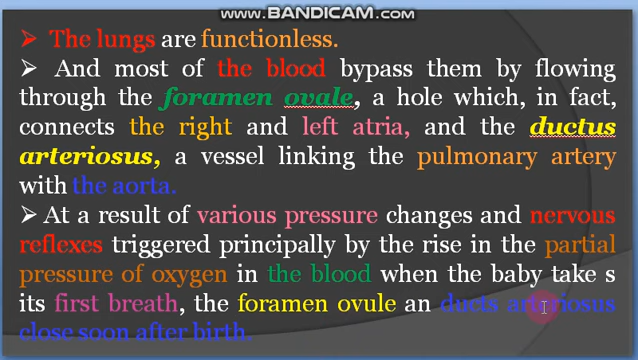 www.BANDICAM.com
➢ The lungs are functionless.
➢ And most of the blood bypass them by flowing
through the foramen ovale, a hole which, in fact,
connects the right and left atria, and the ductus
arteriosus, a vessel linking the pulmonary artery
with the aorta.
➢ At a result of various pressure changes and nervous
reflexes triggered principally by the rise in the partial
pressure of oxygen in the blood when the baby take s
its first breath, the foramen ovule an ducts arteriosus
close soon after birth.